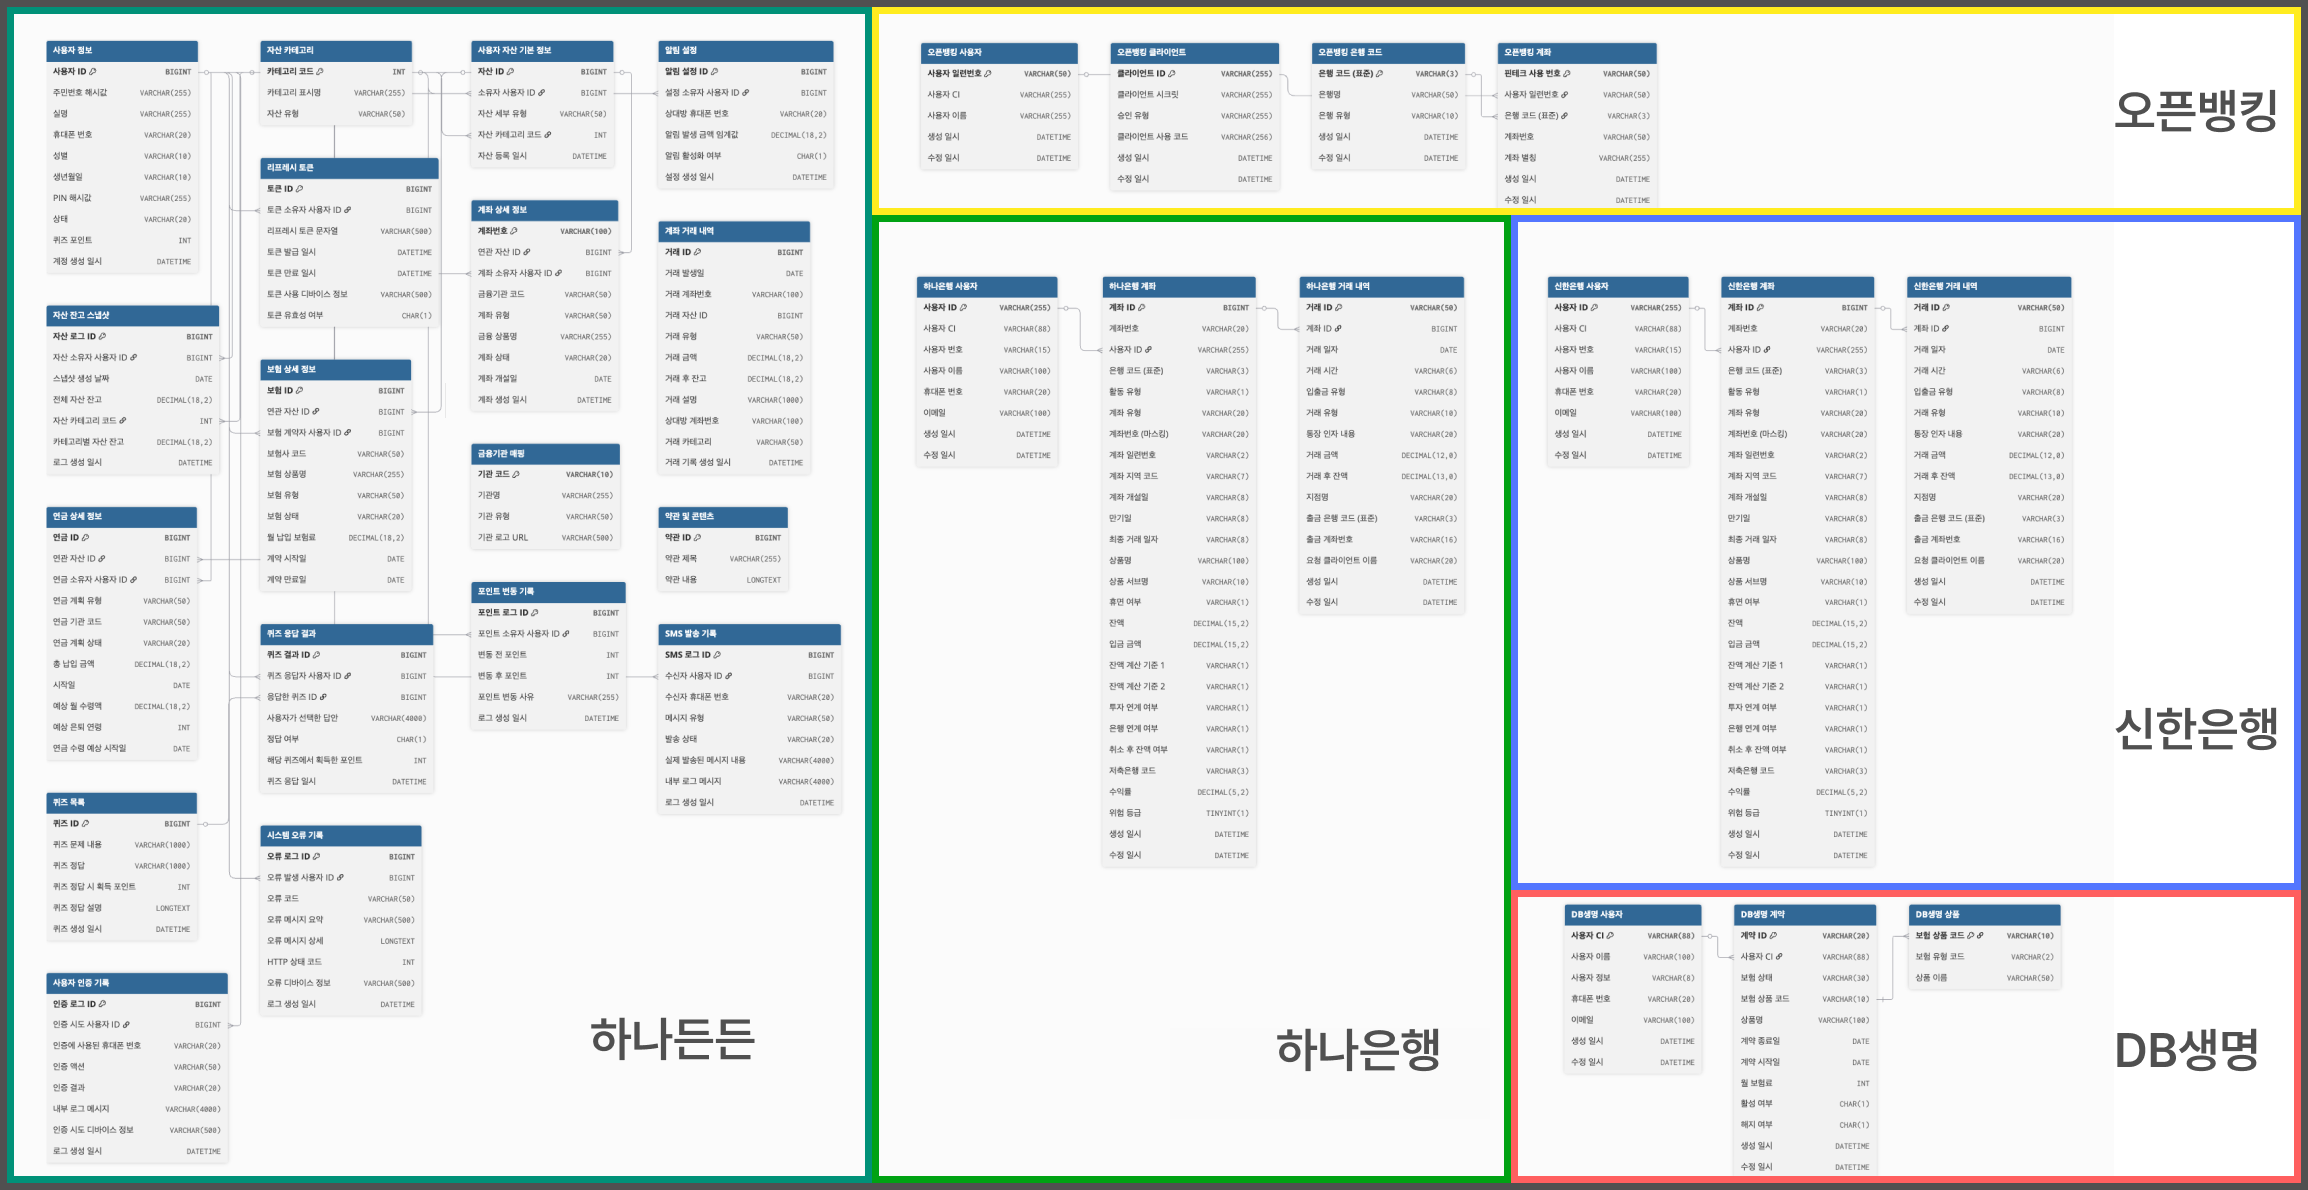 사용자 정보
사용자 ID BIGINT
주민번호 해시값 VARCHAR(255)
실명 VARCHAR(255)
휴대폰 번호 VARCHAR(20)
성별 VARCHAR(10)
생년월일 VARCHAR(10)
PIN 해시값 VARCHAR(255)
상태 VARCHAR(20)
퀴즈 포인트 INT
계정 생성 일시 DATETIME
자산 잔고 스냅샷
자산 로그 ID BIGINT
자산 소유자 사용자 ID BIGINT
스냅샷 생성 날짜 DATE
전체 자산 잔고 DECIMAL(18,2)
자산 카테고리 코드 INT
카테고리별 자산 잔고 DECIMAL(18,2)
로그 생성 일시 DATETIME
연금 상세 정보
연금 ID BIGINT
연관 자산 ID BIGINT
연금 소유자 사용자 ID BIGINT
연금 계획 유형 VARCHAR(50)
연금 기관 코드 VARCHAR(50)
연금 계획 상태 VARCHAR(20)
총 납입 금액 DECIMAL(18,2)
시작일 DATE
예상 월 수령액 DECIMAL(18,2)
예상 은퇴 연령 INT
연금 수령 예상 시작일 DATE
퀴즈 목록
퀴즈 ID BIGINT
퀴즈 문제 내용 VARCHAR(1000)
퀴즈 정답 VARCHAR(1000)
퀴즈 정답 시 획득 포인트 INT
퀴즈 정답 설명 LONGTEXT
퀴즈 생성 일시 DATETIME
사용자 인증 기록
인증 로그 ID BIGINT
인증 시도 사용자 ID BIGINT
인증에 사용된 휴대폰 번호 VARCHAR(20)
인증 액션 VARCHAR(50)
인증 결과 VARCHAR(20)
내부 로그 메시지 VARCHAR(4000)
인증 시도 디바이스 정보 VARCHAR(500)
로그 생성 일시 DATETIME
자산 카테고리
카테고리 코드 INT
카테고리 표시명 VARCHAR(255)
자산 유형 VARCHAR(50)
리프레시 토큰
토큰 ID BIGINT
토큰 소유자 사용자 ID BIGINT
리프레시 토큰 문자열 VARCHAR(500)
토큰 발급 일시 DATETIME
토큰 만료 일시 DATETIME
토큰 사용 디바이스 정보 VARCHAR(500)
토큰 유효성 여부 CHAR(1)
보험 상세 정보
보험 ID BIGINT
연관 자산 ID BIGINT
보험 계약자 사용자 ID BIGINT
보험사 코드 VARCHAR(50)
보험 상품명 VARCHAR(255)
보험 유형 VARCHAR(50)
보험 상태 VARCHAR(20)
월 납입 보험료 DECIMAL(18,2)
계약 시작일 DATE
계약 만료일 DATE
퀴즈 응답 결과
퀴즈 결과 ID BIGINT
퀴즈 응답자 사용자 ID BIGINT
응답한 퀴즈 ID BIGINT
사용자가 선택한 답안 VARCHAR(4000)
정답 여부 CHAR(1)
해당 퀴즈에서 획득한 포인트 INT
퀴즈 응답 일시 DATETIME
시스템 오류 기록
오류 로그 ID BIGINT
오류 발생 사용자 ID BIGINT
오류 코드 VARCHAR(50)
오류 메시지 요약 VARCHAR(500)
오류 메시지 상세 LONGTEXT
HTTP 상태 코드 INT
오류 디바이스 정보 VARCHAR(500)
로그 생성 일시 DATETIME
사용자 자산 기본 정보
자산 ID BIGINT
소유자 사용자 ID BIGINT
자산 세부 유형 VARCHAR(50)
자산 카테고리 코드 INT
자산 등록 일시 DATETIME
계좌 상세 정보
계좌번호 VARCHAR(100)
연관 자산 ID BIGINT
계좌 소유자 사용자 ID BIGINT
금융기관 코드 VARCHAR(50)
계좌 유형 VARCHAR(50)
금융 상품명 VARCHAR(255)
계좌 상태 VARCHAR(20)
계좌 개설일 DATE
계좌 생성 일시 DATETIME
금융기관 매핑
기관 코드 VARCHAR(10)
기관명 VARCHAR(255)
기관 유형 VARCHAR(50)
기관 로고 URL VARCHAR(500)
포인트 변동 기록
포인트 로그 ID BIGINT
포인트 소유자 사용자 ID BIGINT
변동 전 포인트 INT
변동 후 포인트 INT
포인트 변동 사유 VARCHAR(255)
로그 생성 일시 DATETIME
알림 설정
알림 설정 ID BIGINT
설정 소유자 사용자 ID BIGINT
상대방 휴대폰 번호 VARCHAR(20)
알림 발생 금액 임계값 DECIMAL(18,2)
알림 활성화 여부 CHAR(1)
설정 생성 일시 DATETIME
계좌 거래 내역
거래 ID BIGINT
거래 발생일 DATE
거래 계좌번호 VARCHAR(100)
거래 자산 ID BIGINT
거래 유형 VARCHAR(50)
거래 금액 DECIMAL(18,2)
거래 후 잔고 DECIMAL(18,2)
거래 설명 VARCHAR(1000)
상대방 계좌번호 VARCHAR(100)
거래 카테고리 VARCHAR(50)
거래 기록 생성 일시 DATETIME
약관 및 콘텐츠
약관 ID BIGINT
약관 제목 VARCHAR(255)
약관 내용 LONGTEXT
SMS 발송 기록
SMS 로그 ID BIGINT
수신자 사용자 ID BIGINT
수신자 휴대폰 번호 VARCHAR(20)
메시지 유형 VARCHAR(50)
발송 상태 VARCHAR(20)
실제 발송된 메시지 내용 VARCHAR(4000)
내부 로그 메시지 VARCHAR(4000)
로그 생성 일시 DATETIME
하나든든
오픈뱅킹 사용자
사용자 일련번호 VARCHAR(50)
사용자 CI VARCHAR(255)
사용자 이름 VARCHAR(255)
생성 일시 DATETIME
수정 일시 DATETIME
오픈뱅킹 클라이언트
클라이언트 ID VARCHAR(255)
클라이언트 시크릿 VARCHAR(255)
승인 유형 VARCHAR(255)
클라이언트 사용 코드 VARCHAR(256)
생성 일시 DATETIME
수정 일시 DATETIME
오픈뱅킹 은행 코드
은행 코드 (표준) VARCHAR(3)
은행명 VARCHAR(50)
은행 유형 VARCHAR(10)
생성 일시 DATETIME
수정 일시 DATETIME
오픈뱅킹 계좌
핀테크 사용 번호 VARCHAR(50)
사용자 일련번호 VARCHAR(50)
은행 코드 (표준) VARCHAR(3)
계좌번호 VARCHAR(50)
계좌 별칭 VARCHAR(255)
생성 일시 DATETIME
수정 일시 DATETIME
오픈뱅킹
하나은행 사용자
사용자 ID VARCHAR(255)
사용자 CI VARCHAR(88)
사용자 번호 VARCHAR(15)
사용자 이름 VARCHAR(100)
휴대폰 번호 VARCHAR(20)
이메일 VARCHAR(100)
생성 일시 DATETIME
수정 일시 DATETIME
하나은행 계좌
계좌 ID BIGINT
계좌번호 VARCHAR(20)
사용자 ID VARCHAR(255)
은행 코드 (표준) VARCHAR(3)
활동 유형 VARCHAR(1)
계좌 유형 VARCHAR(20)
계좌번호 (마스킹) VARCHAR(20)
계좌 일련번호 VARCHAR(2)
계좌 지역 코드 VARCHAR(7)
계좌 개설일 VARCHAR(8)
만기일 VARCHAR(8)
최종 거래 일자 VARCHAR(8)
상품명 VARCHAR(100)
상품 서브명 VARCHAR(10)
휴면 여부 VARCHAR(1)
잔액 DECIMAL(15,2)
입금 금액 DECIMAL(15,2)
잔액 계산 기준 1 VARCHAR(1)
잔액 계산 기준 2 VARCHAR(1)
투자 연계 여부 VARCHAR(1)
은행 연계 여부 VARCHAR(1)
취소 후 잔액 여부 VARCHAR(1)
저축은행 코드 VARCHAR(3)
수익률 DECIMAL(5,2)
위험 등급 TINYINT(1)
생성 일시 DATETIME
수정 일시 DATETIME
하나은행 거래 내역
거래 ID VARCHAR(50)
계좌 ID BIGINT
거래 일자 DATE
거래 시간 VARCHAR(6)
입출금 유형 VARCHAR(8)
거래 유형 VARCHAR(10)
통장 인자 내용 VARCHAR(20)
거래 금액 DECIMAL(12,0)
거래 후 잔액 DECIMAL(13,0)
지점명 VARCHAR(20)
출금 은행 코드 (표준) VARCHAR(3)
출금 계좌번호 VARCHAR(16)
요청 클라이언트 이름 VARCHAR(20)
생성 일시 DATETIME
수정 일시 DATETIME
하나은행
신한은행 사용자
사용자 ID VARCHAR(255)
사용자 CI VARCHAR(88)
사용자 번호 VARCHAR(15)
사용자 이름 VARCHAR(100)
휴대폰 번호 VARCHAR(20)
이메일 VARCHAR(100)
생성 일시 DATETIME
수정 일시 DATETIME
신한은행 계좌
계좌 ID BIGINT
계좌번호 VARCHAR(20)
사용자 ID VARCHAR(255)
은행 코드 (표준) VARCHAR(3)
활동 유형 VARCHAR(1)
계좌 유형 VARCHAR(20)
계좌번호 (마스킹) VARCHAR(20)
계좌 일련번호 VARCHAR(2)
계좌 지역 코드 VARCHAR(7)
계좌 개설일 VARCHAR(8)
만기일 VARCHAR(8)
최종 거래 일자 VARCHAR(8)
상품명 VARCHAR(100)
상품 서브명 VARCHAR(10)
휴면 여부 VARCHAR(1)
잔액 DECIMAL(15,2)
입금 금액 DECIMAL(15,2)
잔액 계산 기준 1 VARCHAR(1)
잔액 계산 기준 2 VARCHAR(1)
투자 연계 여부 VARCHAR(1)
은행 연계 여부 VARCHAR(1)
취소 후 잔액 여부 VARCHAR(1)
저축은행 코드 VARCHAR(3)
수익률 DECIMAL(5,2)
위험 등급 TINYINT(1)
생성 일시 DATETIME
수정 일시 DATETIME
신한은행 거래 내역
거래 ID VARCHAR(50)
계좌 ID BIGINT
거래 일자 DATE
거래 시간 VARCHAR(6)
입출금 유형 VARCHAR(8)
거래 유형 VARCHAR(10)
통장 인자 내용 VARCHAR(20)
거래 금액 DECIMAL(12,0)
거래 후 잔액 DECIMAL(13,0)
지점명 VARCHAR(20)
출금 은행 코드 (표준) VARCHAR(3)
출금 계좌번호 VARCHAR(16)
요청 클라이언트 이름 VARCHAR(20)
생성 일시 DATETIME
수정 일시 DATETIME
신한은행
DB생명 사용자
사용자 CI VARCHAR(88)
사용자 이름 VARCHAR(100)
사용자 정보 VARCHAR(8)
휴대폰 번호 VARCHAR(20)
이메일 VARCHAR(100)
생성 일시 DATETIME
수정 일시 DATETIME
DB생명 계약
계약 ID VARCHAR(20)
사용자 CI VARCHAR(88)
보험 상태 VARCHAR(30)
보험 상품 코드 VARCHAR(10)
상품명 VARCHAR(100)
계약 종료일 DATE
계약 시작일 DATE
월 보험료 INT
활성 여부 CHAR(1)
해지 여부 CHAR(1)
생성 일시 DATETIME
수정 일시 DATETIME
DB생명 상품
보험 상품 코드 VARCHAR(10)
보험 유형 코드 VARCHAR(2)
상품 이름 VARCHAR(50)
DB생명